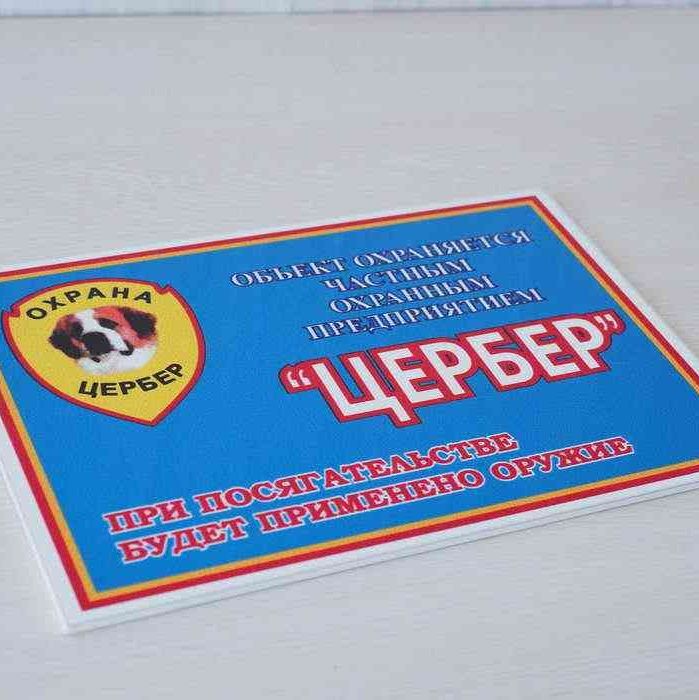 ОХРАНА
ЦЕРБЕР
ОБЪЕКТ ОХРАНЯЕТСЯ
ЧАСТНЫМ
ОХРАННЫМ
ПРЕДПРИЯТИЕМ
“ЦЕРБЕР”
ПРИ ПОСЯГАТЕЛЬСТВЕ
БУДЕТ ПРИМЕНЕНО ОРУЖИЕ